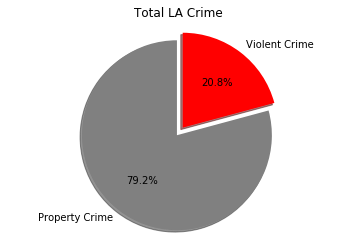 Total LA Crime
Violent Crime
20.8%
79.2%
Property Crime